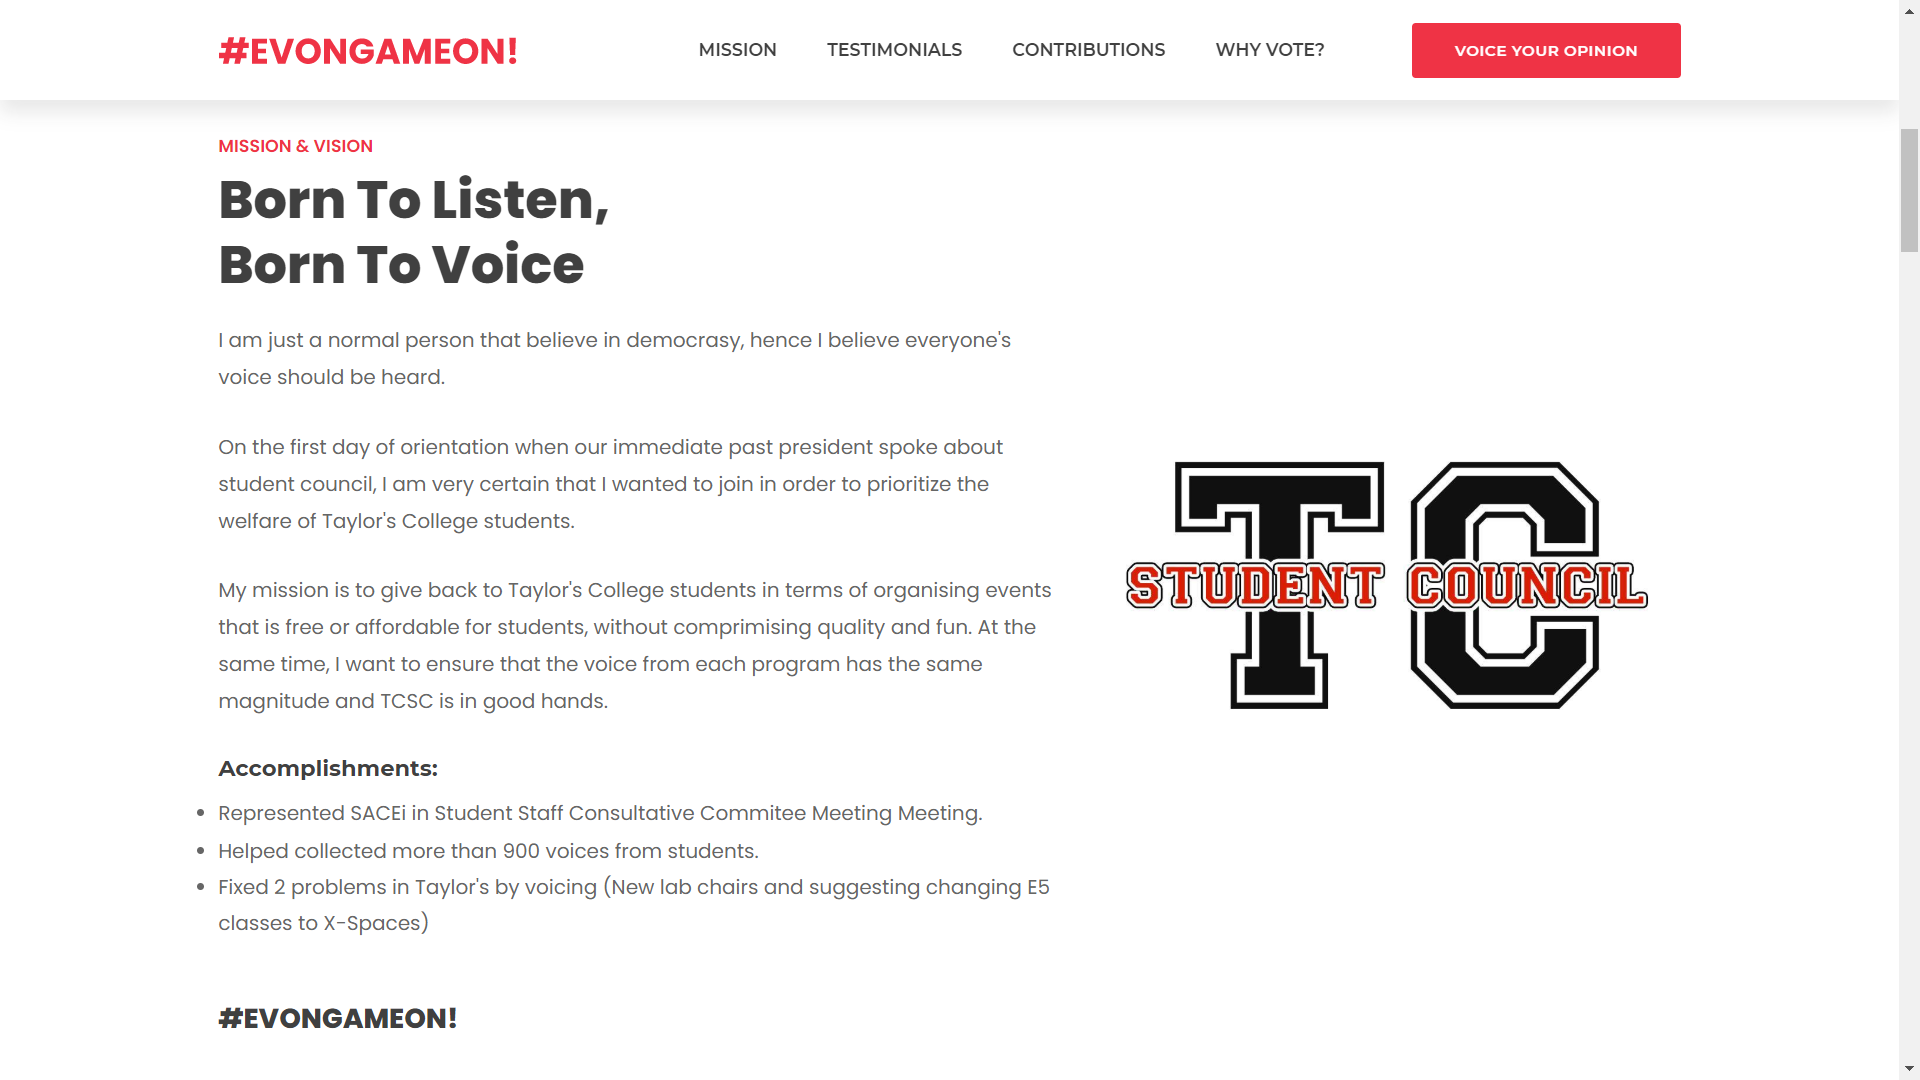 #EVONGAMEON!
MISSION
TESTIMONIALS
CONTRIBUTIONS
WHY VOTE?
VOICE YOUR OPINION
MISSION & VISION
Born To Listen,
Born To Voice
I am just a normal person that believe in democrasy, hence I believe everyone's
voice should be heard.
On the first day of orientation when our immediate past president spoke about
student council, I am very certain that I wanted to join in order to prioritize the
welfare of Taylor's College students.
My mission is to give back to Taylor's College students in terms of organising events
that is free or affordable for students, without comprimising quality and fun. At the
same time, I want to ensure that the voice from each program has the same
magnitude and TCSC is in good hands.
Accomplishments:
• Represented SACEi in Student Staff Consultative Commitee Meeting Meeting.
• Helped collected more than 900 voices from students.
• Fixed 2 problems in Taylor's by voicing (New lab chairs and suggesting changing E5
classes to X-Spaces)
#EVONGAMEON!
TC
STUDENT COUNCIL